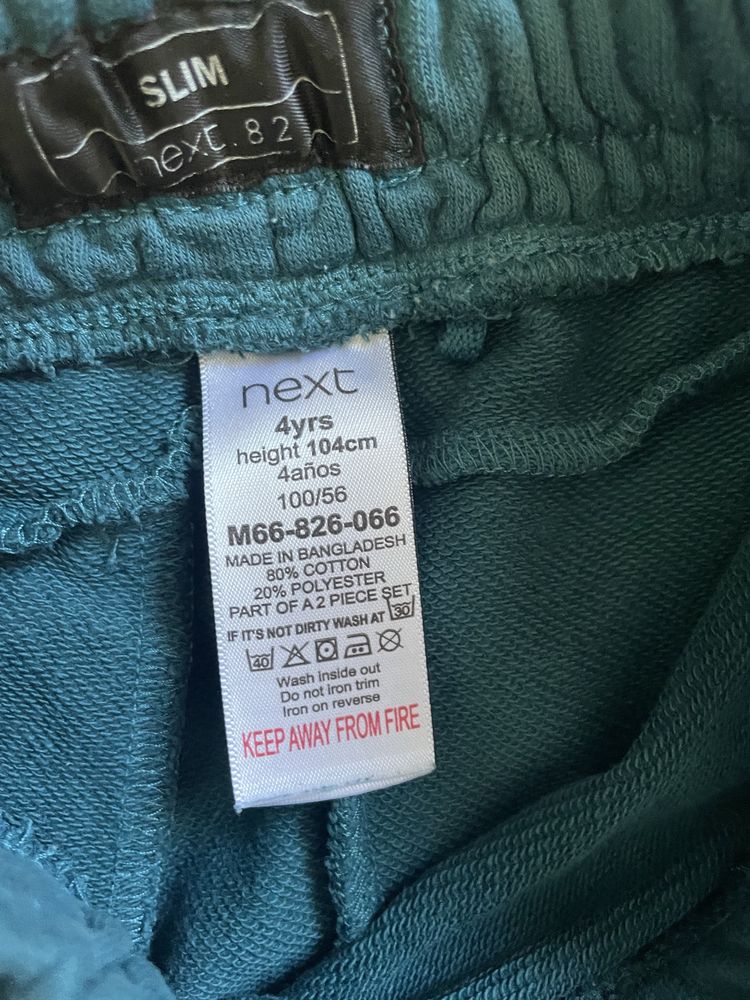 SLIM
next.82
next
4yrs
height 104cm
4años
100/56
M66-826-066
MADE IN BANGLADESH
80% COTTON
20% POLYESTER
PART OF A 2 PIECE SET
IF IT'S NOT DIRTY WASH AT 30
40
Wash inside out
Do not iron trim
Iron on reverse
KEEP AWAY FROM FIRE